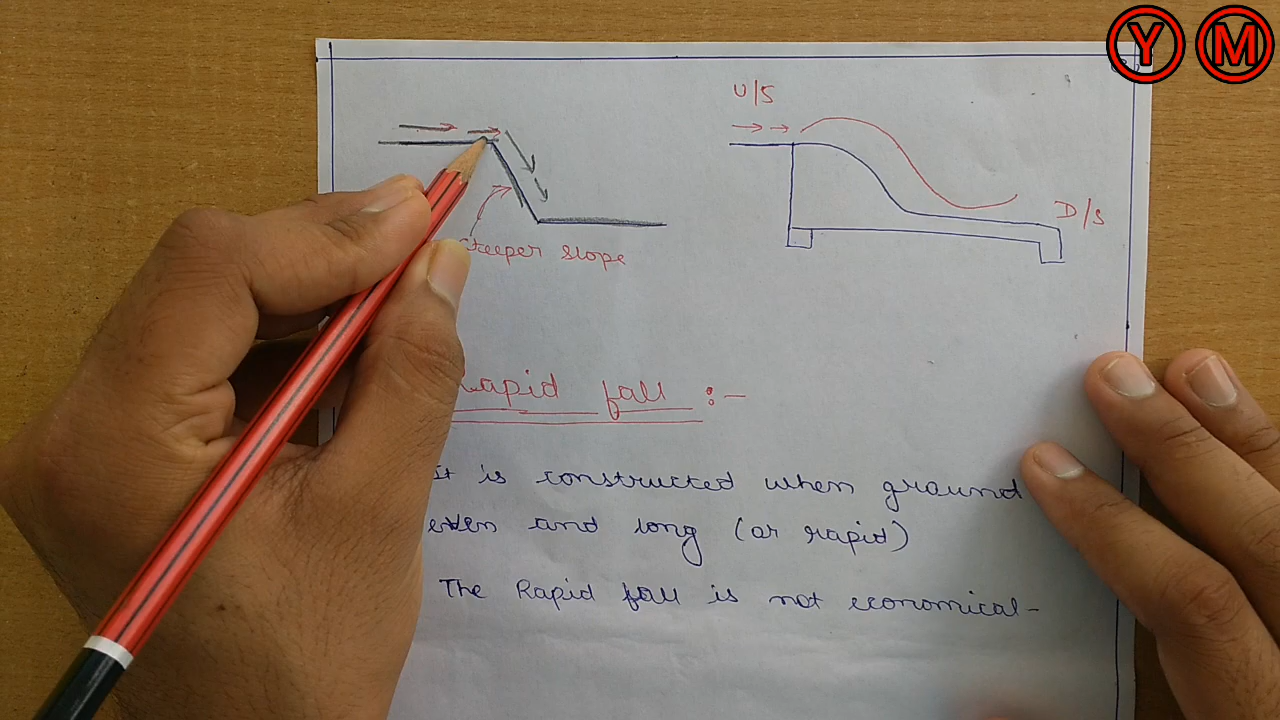 Y M
U/S
D/S
Steeper slope
Rapid fall :-
It is constructed when ground
even and long (or rapid)
The Rapid fall is not economical-